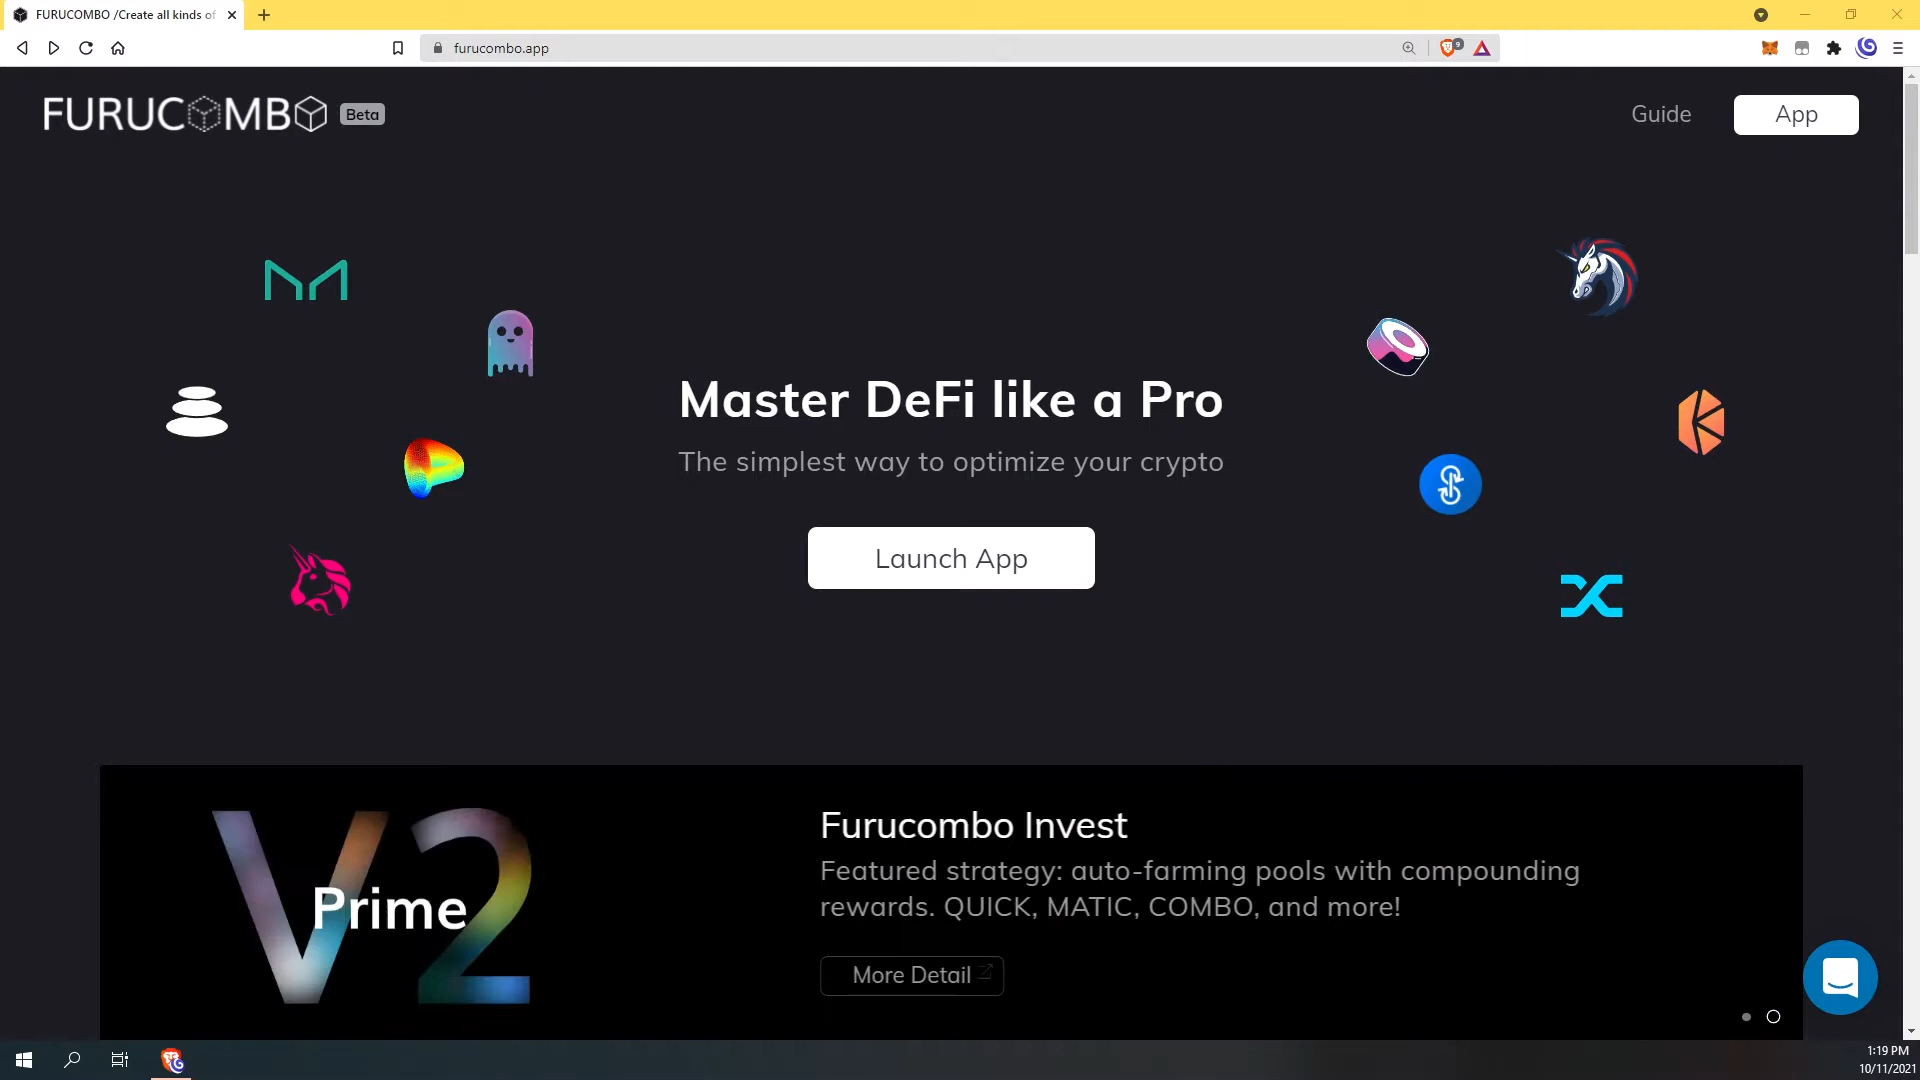 FURUCOMBO /Create all kinds of
furucombo.app
9
FURUCOMBO Beta
Guide
App
Master DeFi like a Pro
The simplest way to optimize your crypto
Launch App
V2
Prime
Furucombo Invest
Featured strategy: auto-farming pools with compounding
rewards. QUICK, MATIC, COMBO, and more!
More Detail
1:19 PM
10/11/2021